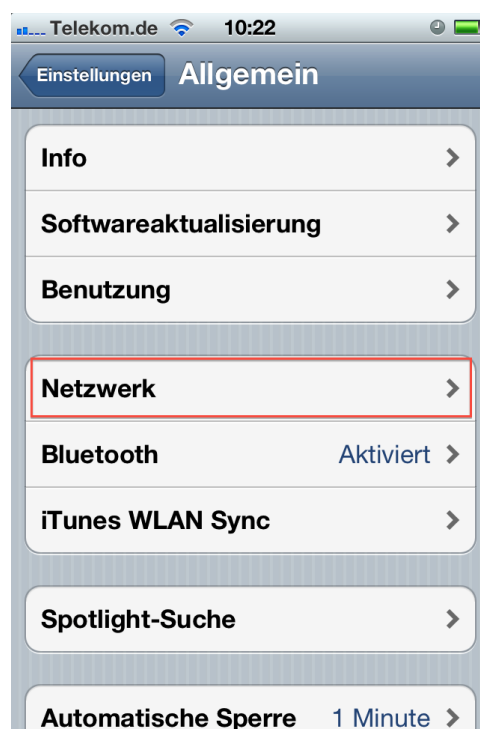 Telekom.de 10:22
Einstellungen Allgemein
Info
Softwareaktualisierung
Benutzung
Netzwerk
Bluetooth Aktiviert
iTunes WLAN Sync
Spotlight-Suche
Automatische Sperre 1 Minute